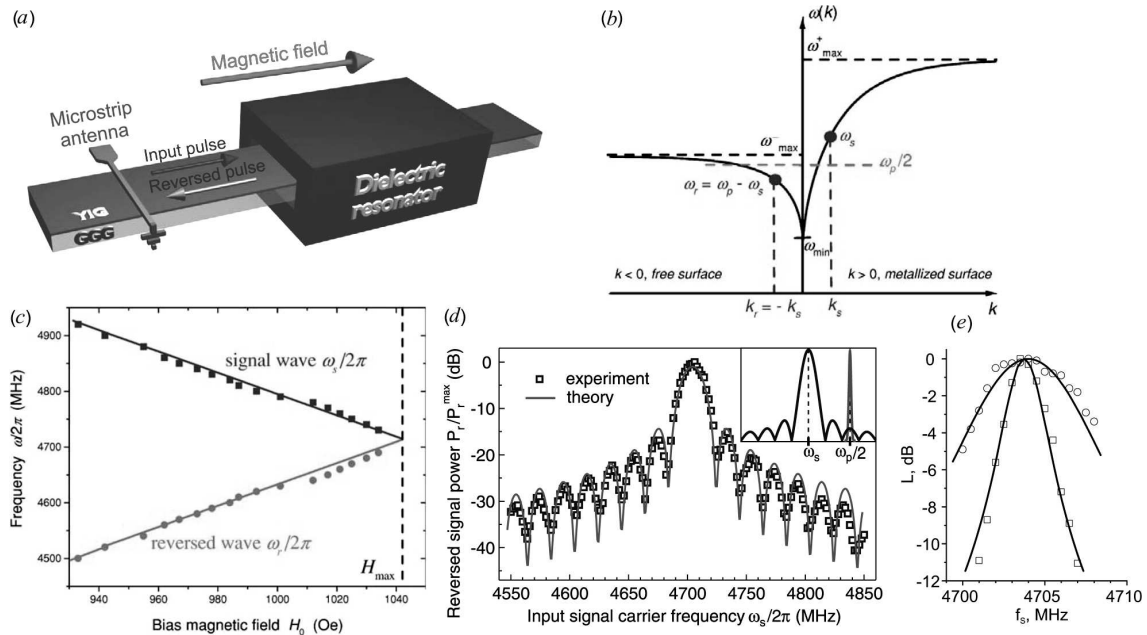 (a)
Magnetic field
Microstrip
antenna
Input pulse
Reversed pulse
YIG
GGG
Dielectric
resonator
(b)
ω(k)
ω⁺max
ω⁻max
ωs
ωp/2
ωr = ωp - ωs
ωmin
k < 0, free surface
k > 0, metallized surface
kr = - ks
ks
k
(c)
Frequency ω/2π (MHz)
4900
4800
4700
4600
4500
signal wave ωs/2π
reversed wave ωr/2π
Hmax
940 960 980 1000 1020 1040
Bias magnetic field H0 (Oe)
(d)
Reversed signal power Pr/Pr^max (dB)
0
-10
-20
-30
-40
experiment
theory
ωs
ωp/2
4550 4600 4650 4700 4750 4800 4850
Input signal carrier frequency ωs/2π (MHz)
(e)
L, dB
0
-2
-4
-6
-8
-10
-12
4700 4705 4710
fs, MHz